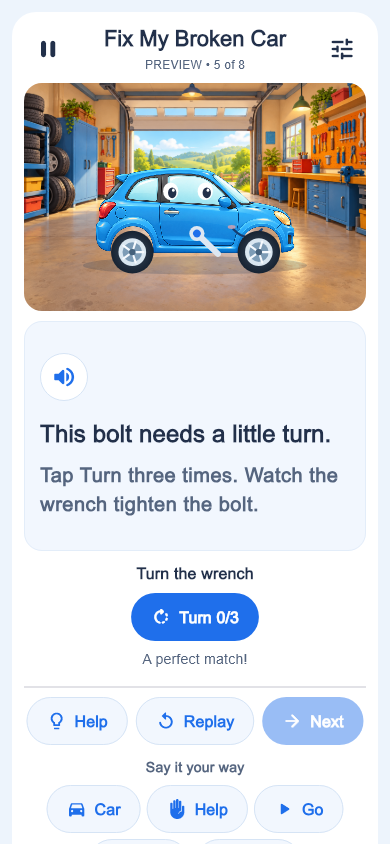 Fix My Broken Car
PREVIEW • 5 of 8
This bolt needs a little turn.
Tap Turn three times. Watch the
wrench tighten the bolt.
Turn the wrench
Turn 0/3
A perfect match!
Help
Replay
Next
Say it your way
Car
Help
Go